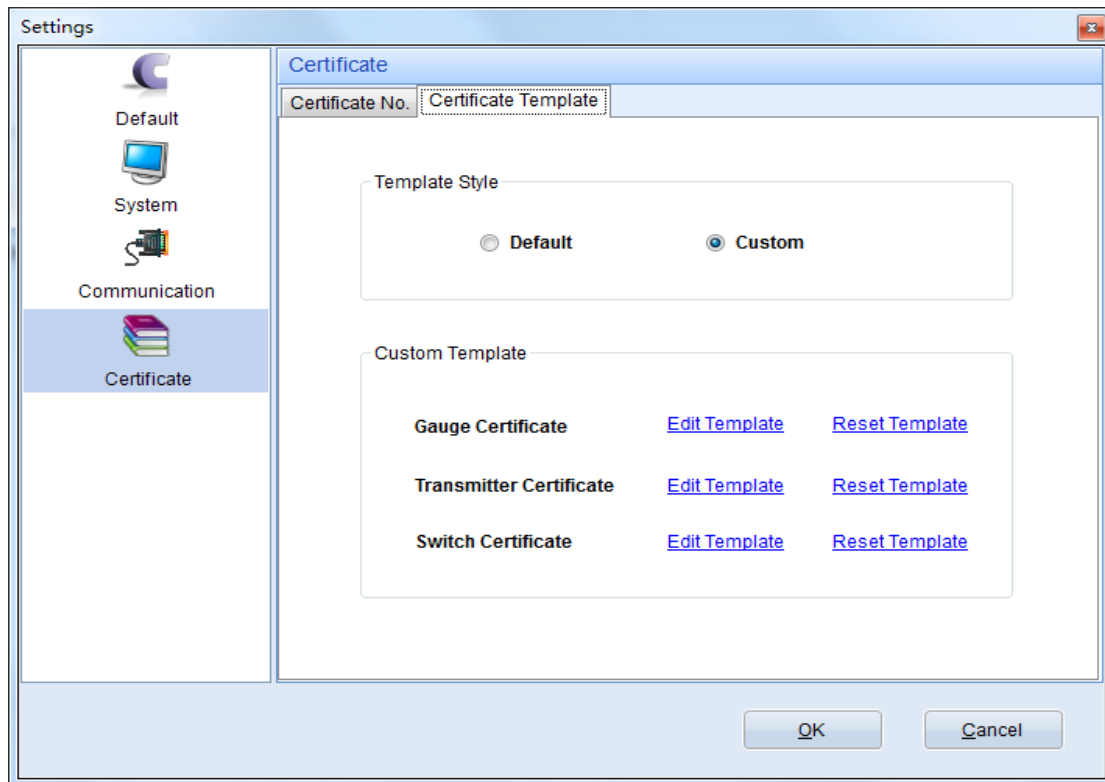 Settings
Default
System
Communication
Certificate
Certificate
Certificate No. Certificate Template
Template Style
Default Custom
Custom Template
Gauge Certificate Edit Template Reset Template
Transmitter Certificate Edit Template Reset Template
Switch Certificate Edit Template Reset Template
OK Cancel